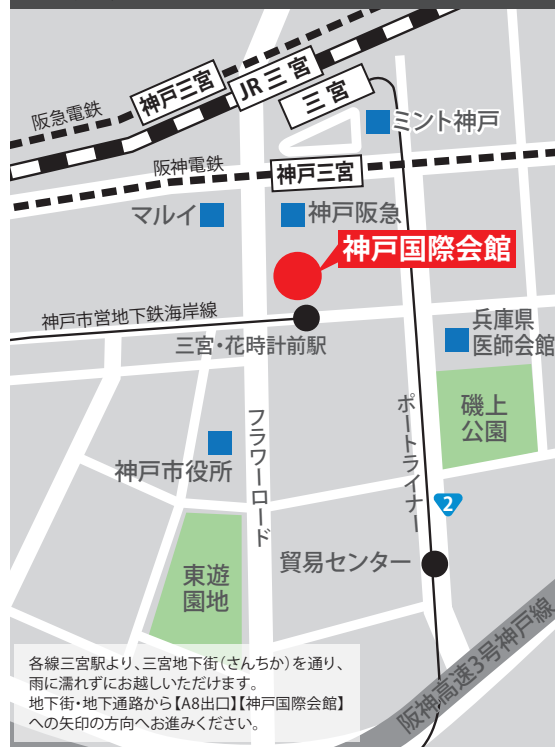 阪急電鉄
神戸三宮
JR三宮
三宮
ミント神戸
阪神電鉄
神戸三宮
マルイ
神戸阪急
神戸国際会館
神戸市営地下鉄海岸線
三宮・花時計前駅
兵庫県
医師会館
磯上
公園
フラワーロード
ポートライナー
神戸市役所
2
貿易センター
東遊
園地
阪神高速3号神戸線
各線三宮駅より、三宮地下街(さんちか)を通り、
雨に濡れずにお越しいただけます。
地下街・地下通路から【A8出口】【神戸国際会館】
への矢印の方向へお進みください。